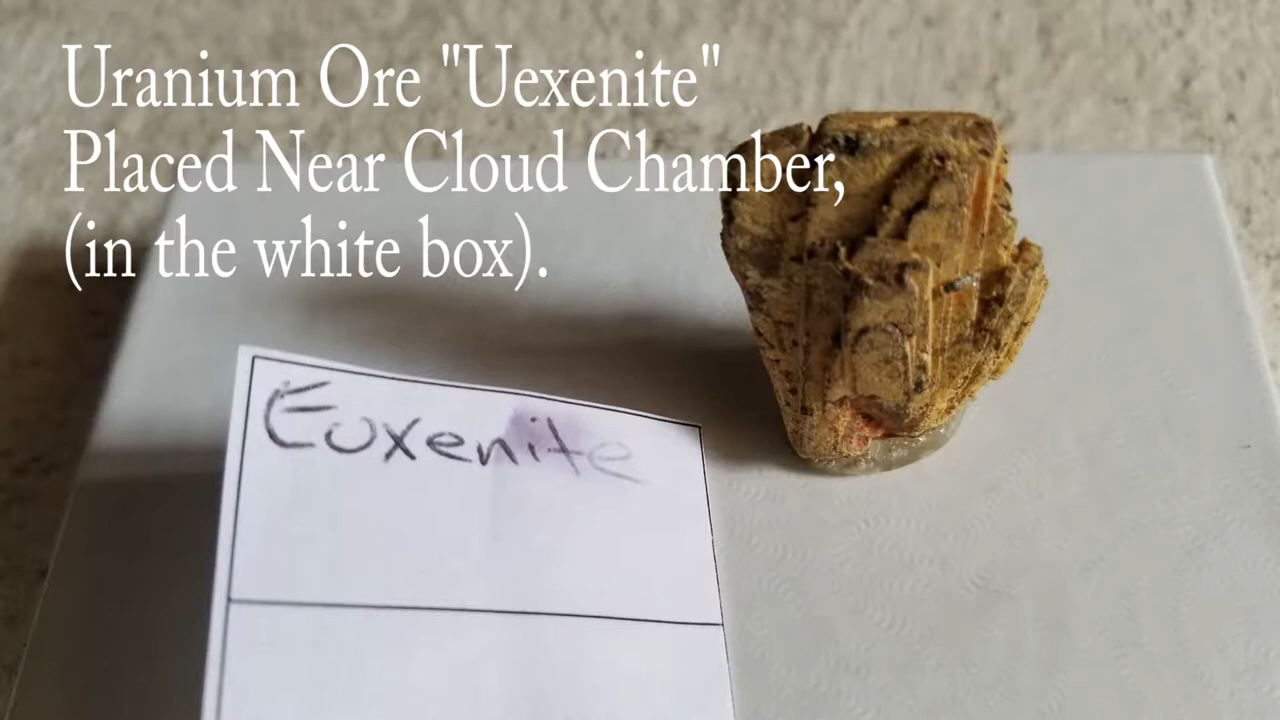 Uranium Ore "Uexenite"
Placed Near Cloud Chamber,
(in the white box).
Euxenite